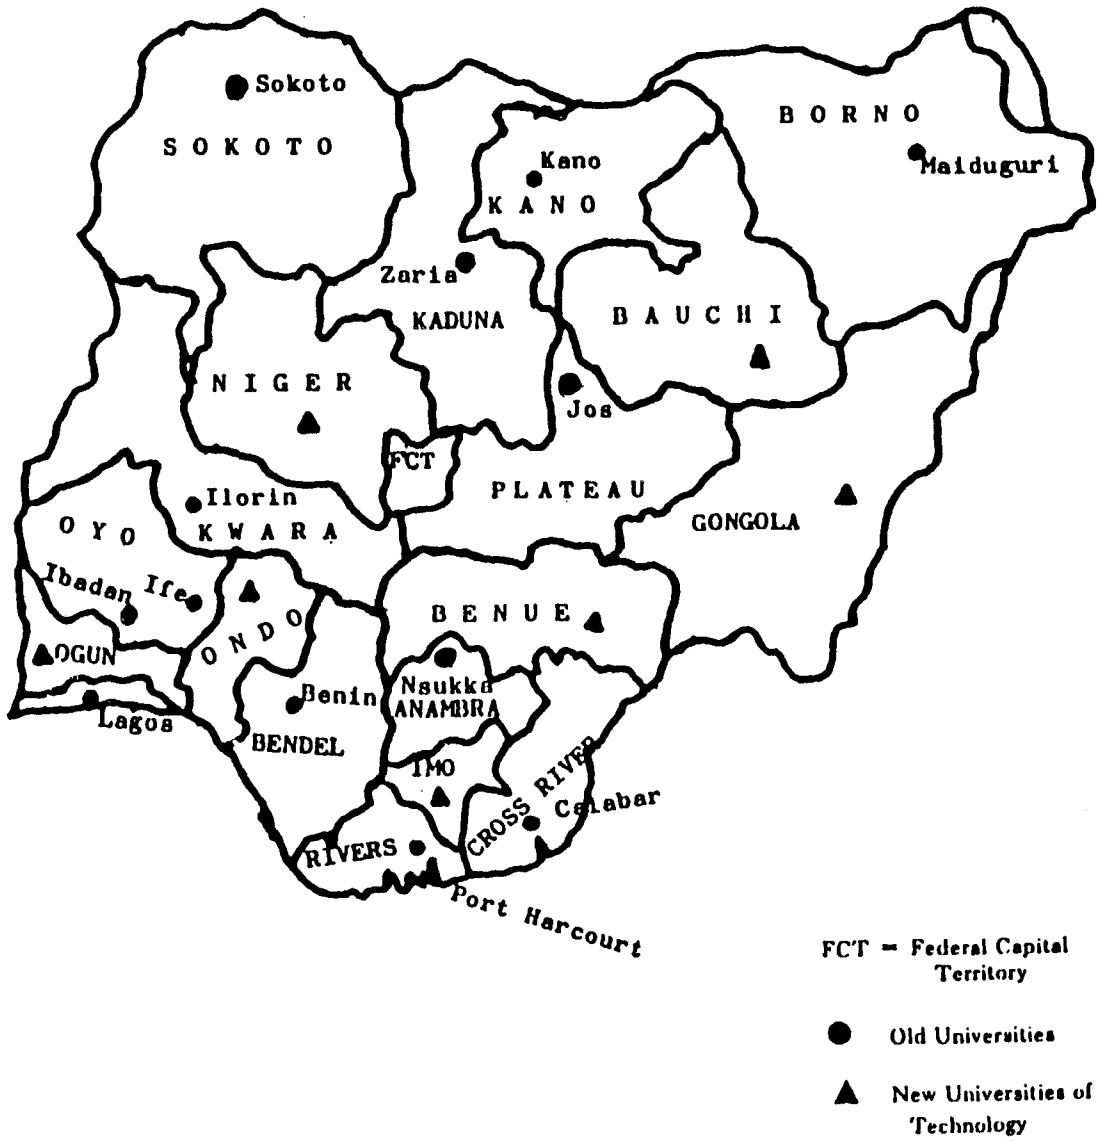 Sokoto
SOKOTO
BORNO
Maiduguri
Kano
KANO
Zaria
KADUNA
BAUCHI
NIGER
Jos
FCT
PLATEAU
GONGOLA
Ilorin
KWARA
OYO
Ibadan
Ife
ONDO
BENUE
OGUN
Lagos
Benin
BENDEL
Nsukka
ANAMBRA
IMO
CROSS RIVER
Calabar
RIVERS
Port Harcourt
FCT = Federal Capital
Territory
Old Universities
New Universities of
Technology